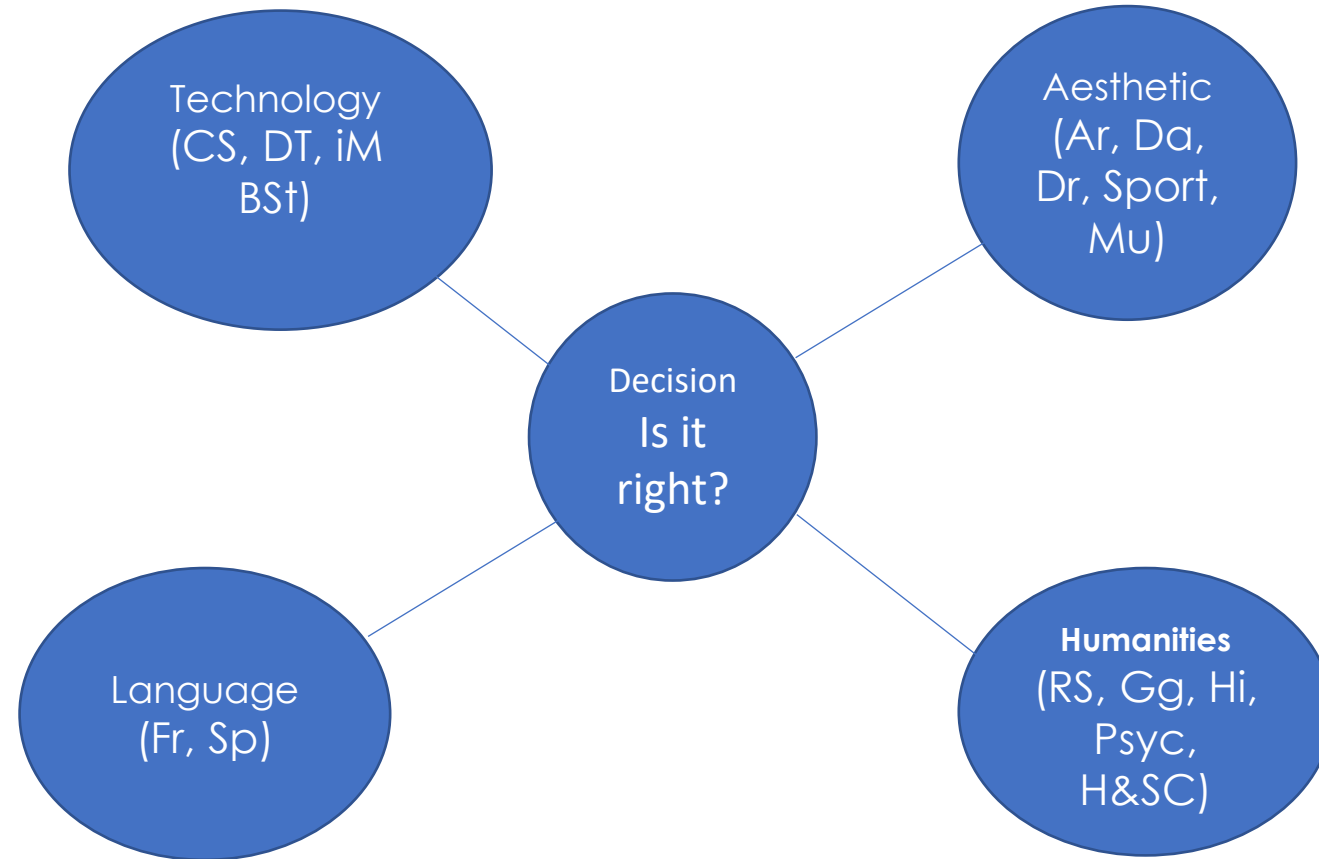 Technology
(CS, DT, iM
BSt)
Aesthetic
(Ar, Da,
Dr, Sport,
Mu)
Decision
Is it
right?
Language
(Fr, Sp)
Humanities
(RS, Gg, Hi,
Psyc,
H&SC)